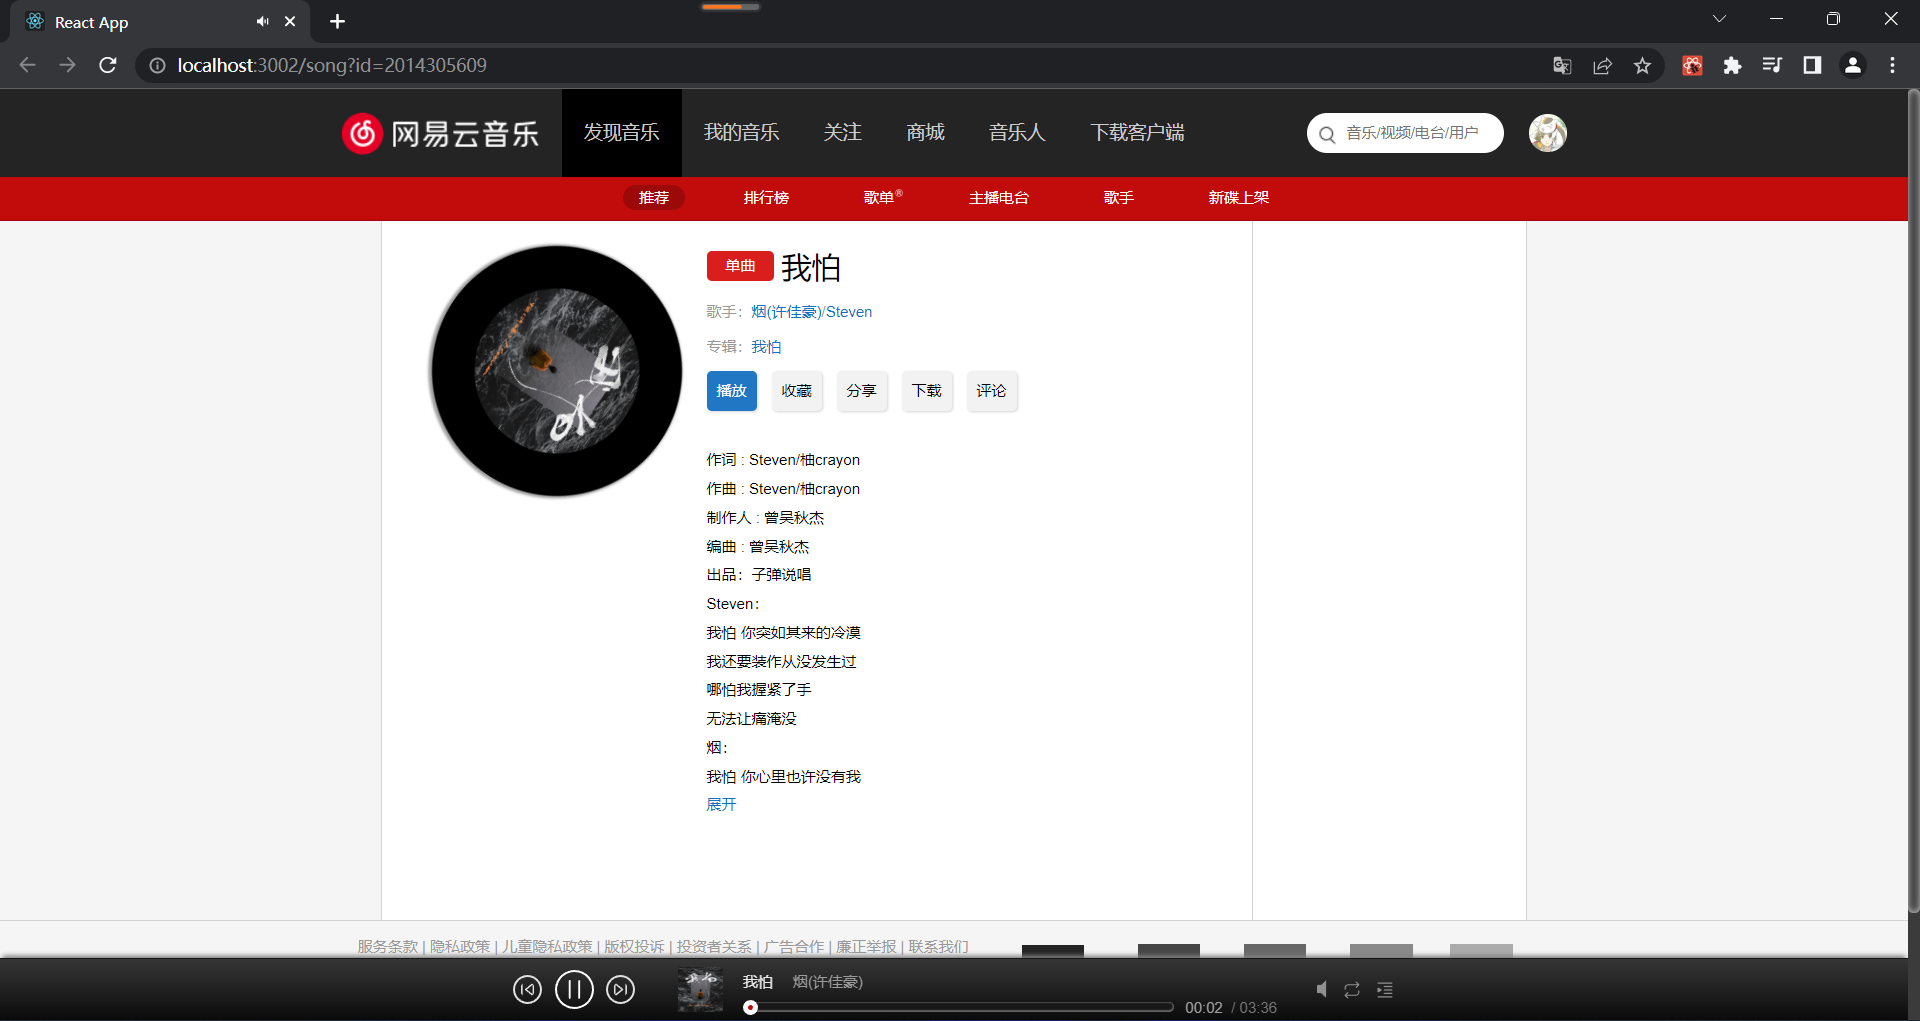 React App
localhost:3002/song?id=2014305609
网易云音乐
发现音乐 我的音乐 关注 商城 音乐人 下载客户端
音乐/视频/电台/用户
推荐 排行榜 歌单® 主播电台 歌手 新碟上架
单曲 我怕
歌手：烟(许佳豪)/Steven
专辑：我怕
播放 收藏 分享 下载 评论
作词 : Steven/柚crayon
作曲 : Steven/柚crayon
制作人 : 曾昊秋杰
编曲 : 曾昊秋杰
出品：子弹说唱
Steven：
我怕 你突如其来的冷漠
我还要装作从没发生过
哪怕我握紧了手
无法让痛淹没
烟：
我怕 你心里也许没有我
展开
服务条款 | 隐私政策 | 儿童隐私政策 | 版权投诉 | 投资者关系 | 广告合作 | 廉正举报 | 联系我们
我怕 烟(许佳豪)
00:02 / 03:36